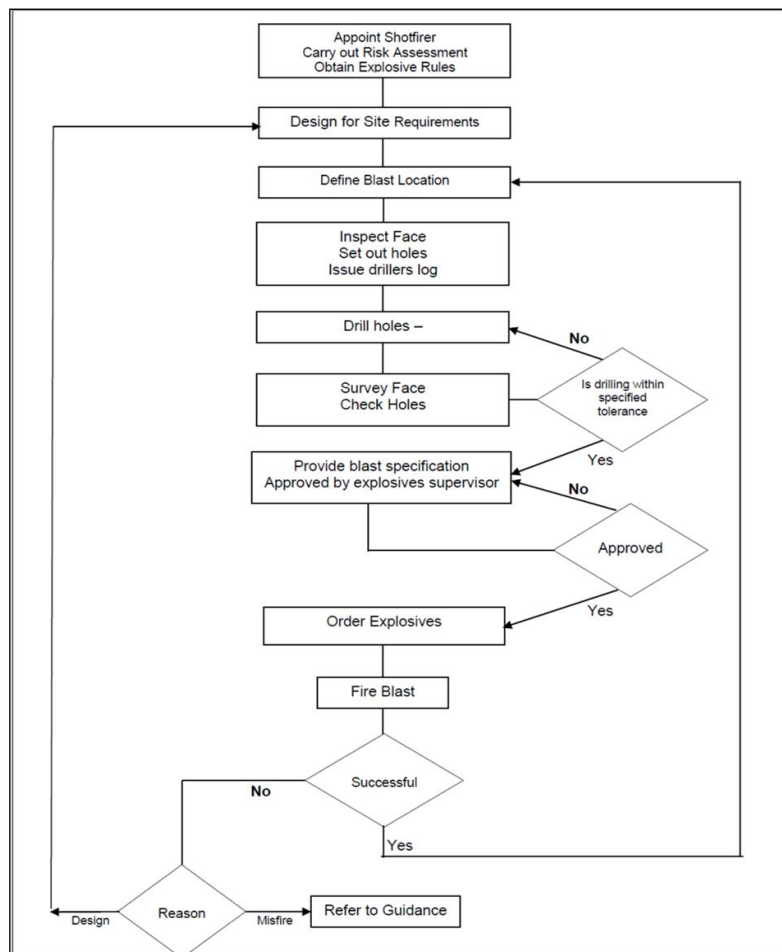 Appoint Shotfirer
Carry out Risk Assessment
Obtain Explosive Rules
Design for Site Requirements
Define Blast Location
Inspect Face
Set out holes
Issue drillers log
Drill holes –
No
Is drilling within
specified
tolerance
Survey Face
Check Holes
Yes
Provide blast specification
Approved by explosives supervisor
No
Approved
Yes
Order Explosives
Fire Blast
Successful
No
Yes
Reason
Design
Misfire
Refer to Guidance